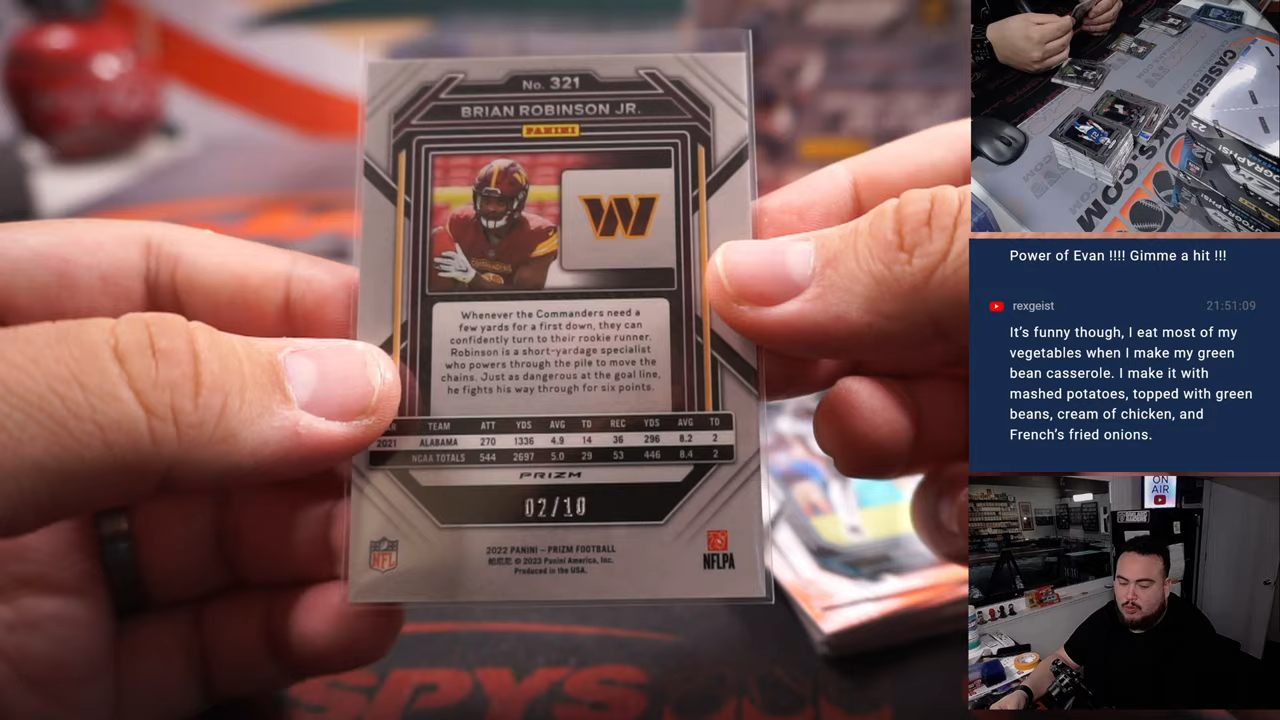 No. 321
BRIAN ROBINSON JR.
PANINI
W
Whenever the Commanders need a
few yards for a first down, they can
confidently turn to their rookie runner.
Robinson is a short-yardage specialist
who powers through the pile to move the
chains. Just as dangerous at the goal line,
he fights his way through for six points.
TEAM ATT YDS AVG TD REC YDS AVG TD
2021 ALABAMA 270 1336 4.9 14 36 296 8.2 2
NCAA TOTALS 544 2697 5.0 29 53 446 8.4 2
PRIZM
02/10
2022 PANINI – PRIZM FOOTBALL
帕尼尼 © 2023 Panini America, Inc.
Produced in the USA.
NFL
NFLPA
SPYS
CASEBREAKS.COM
Power of Evan !!!! Gimme a hit !!!
rexgeist 21:51:09
It’s funny though, I eat most of my
vegetables when I make my green
bean casserole. I make it with
mashed potatoes, topped with green
beans, cream of chicken, and
French’s fried onions.
ON
AIR